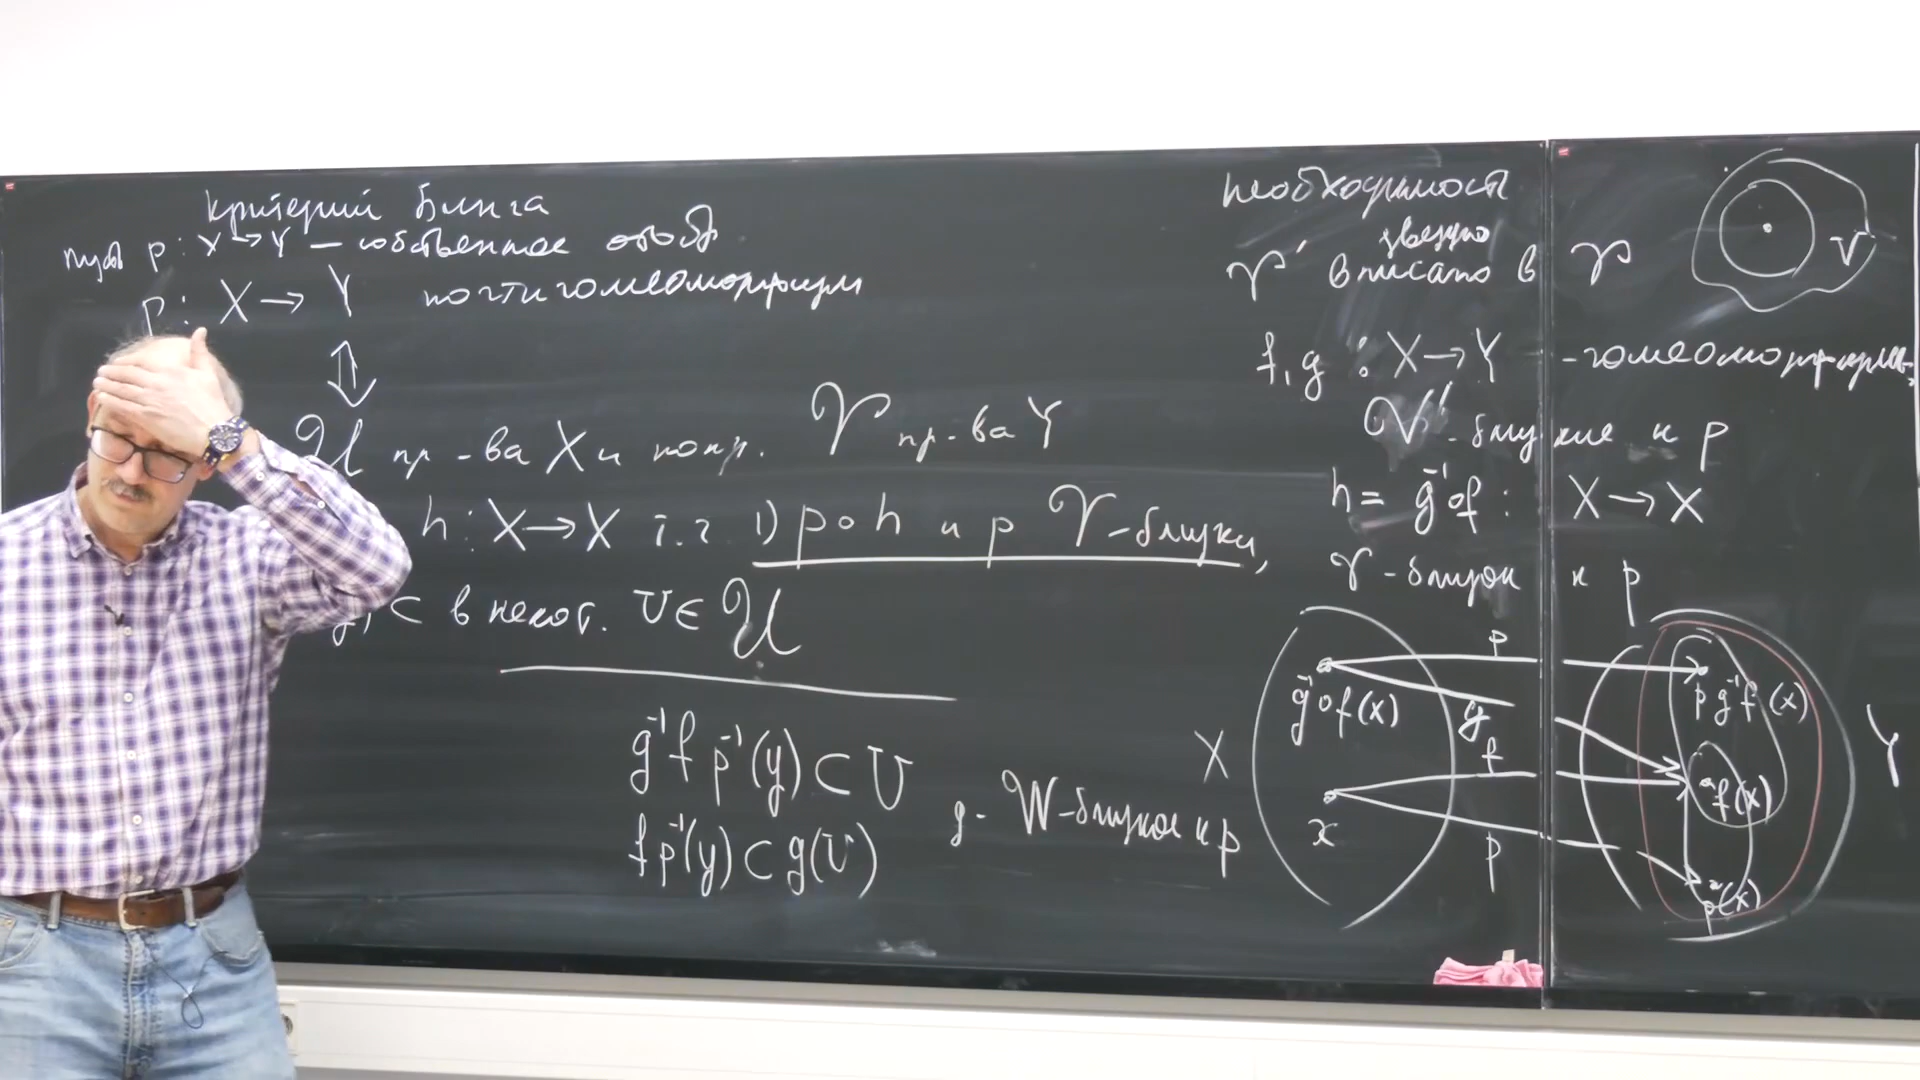 Критерий Бинга
пусть p: X → Y – собственное отобр
p: X → Y почти гомеоморфизм
⇕
𝒰 пр-ва X и покр. 𝒱 пр-ва Y
h: X → X т.ч. 1) p∘h и p 𝒱-близки,
⊂ в некот. U ∈ 𝒰
g⁻¹f p⁻¹(y) ⊂ U
f p⁻¹(y) ⊂ g(U)
g - W-близкое к p
Необходимость
звездно
𝒱' вписано в 𝒱
V
f, g : X → Y - гомеоморфизмы,
𝒱'-близкие к p
h = g⁻¹∘f : X → X
𝒱-близок к p
p
g⁻¹∘f(x)
g
p g⁻¹f(x)
X
f
f(x)
Y
x
p
p(x)